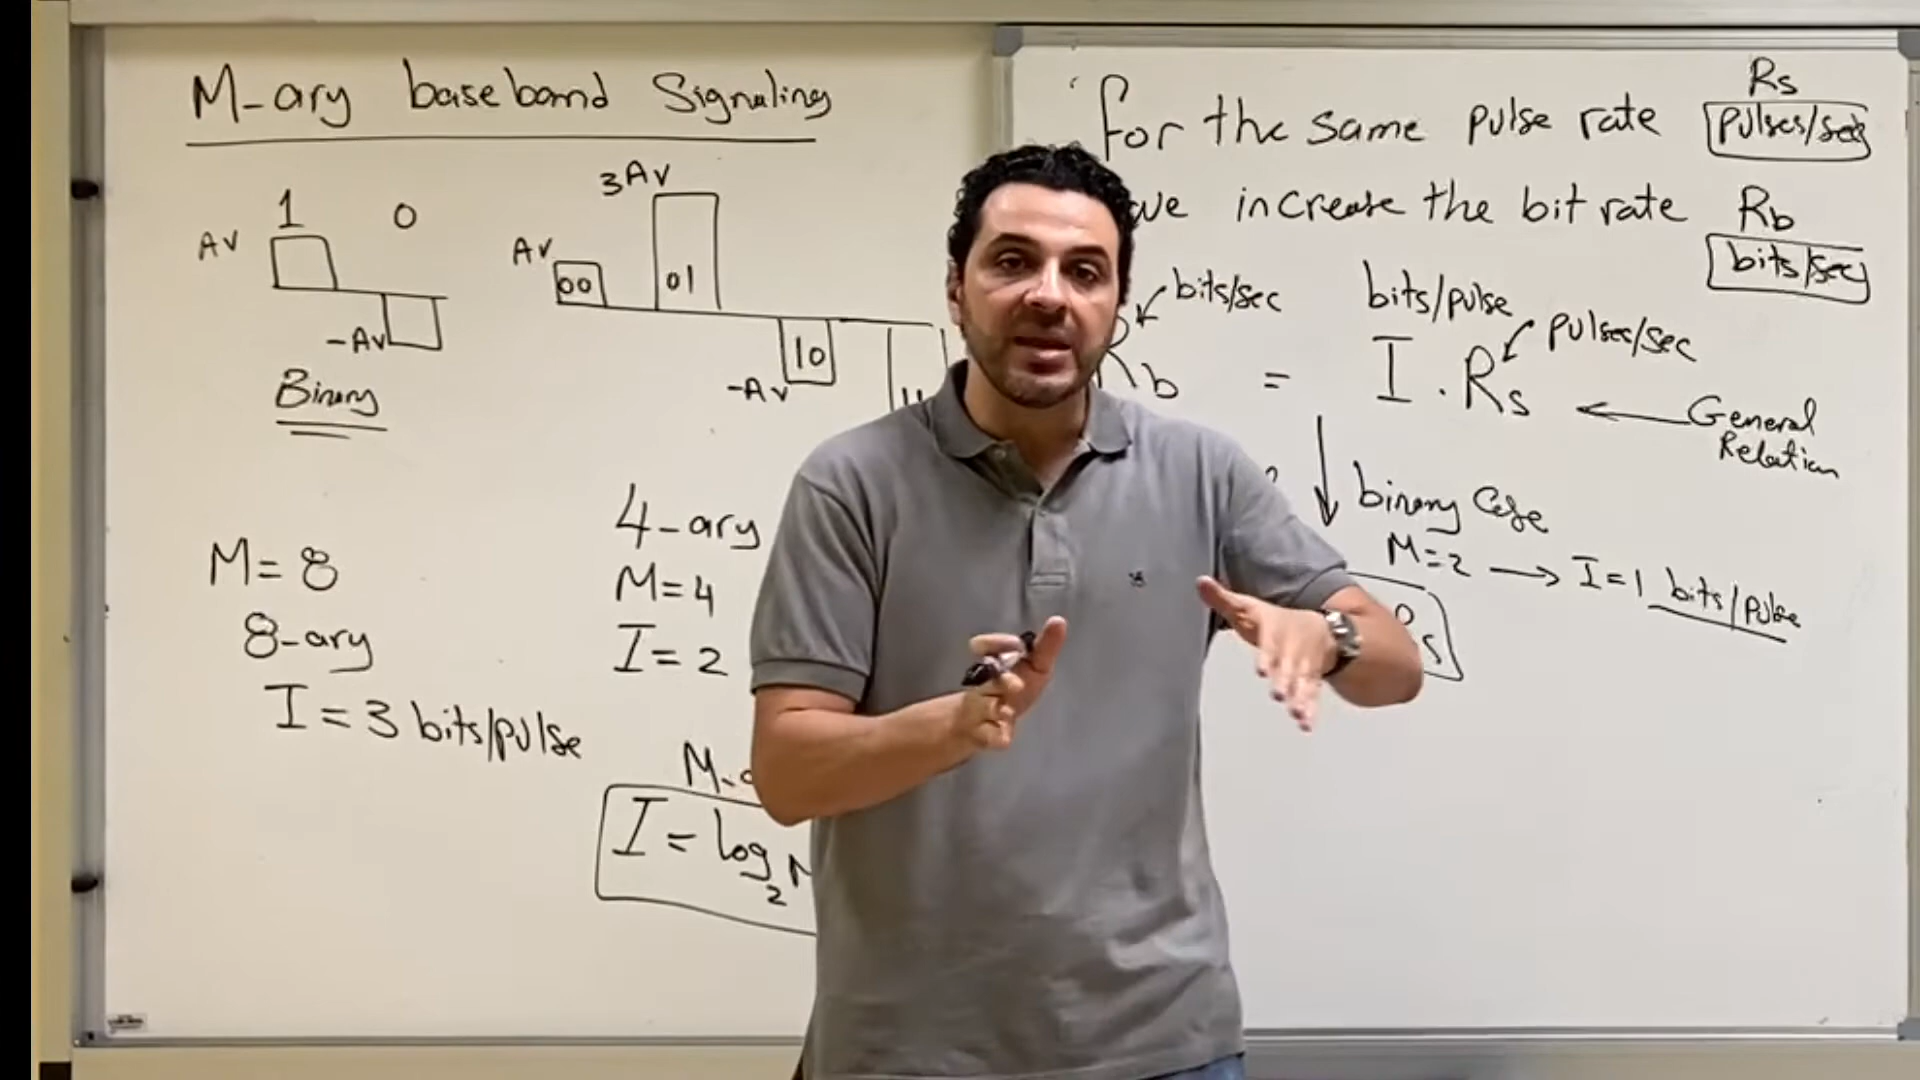 M-ary baseband Signaling
1 0
AV
-AV
Binary
3AV
AV
00
01
10
-AV
11
M=8
8-ary
I=3 bits/pulse
4-ary
M=4
I=2
I=log2
for the same pulse rate Rs pulses/sec
we increase the bit rate Rb bits/sec
bits/sec
bits/pulse
pulses/sec
Rb = I.Rs
General
Relation
binary Case
M=2 → I=1 bits/pulse